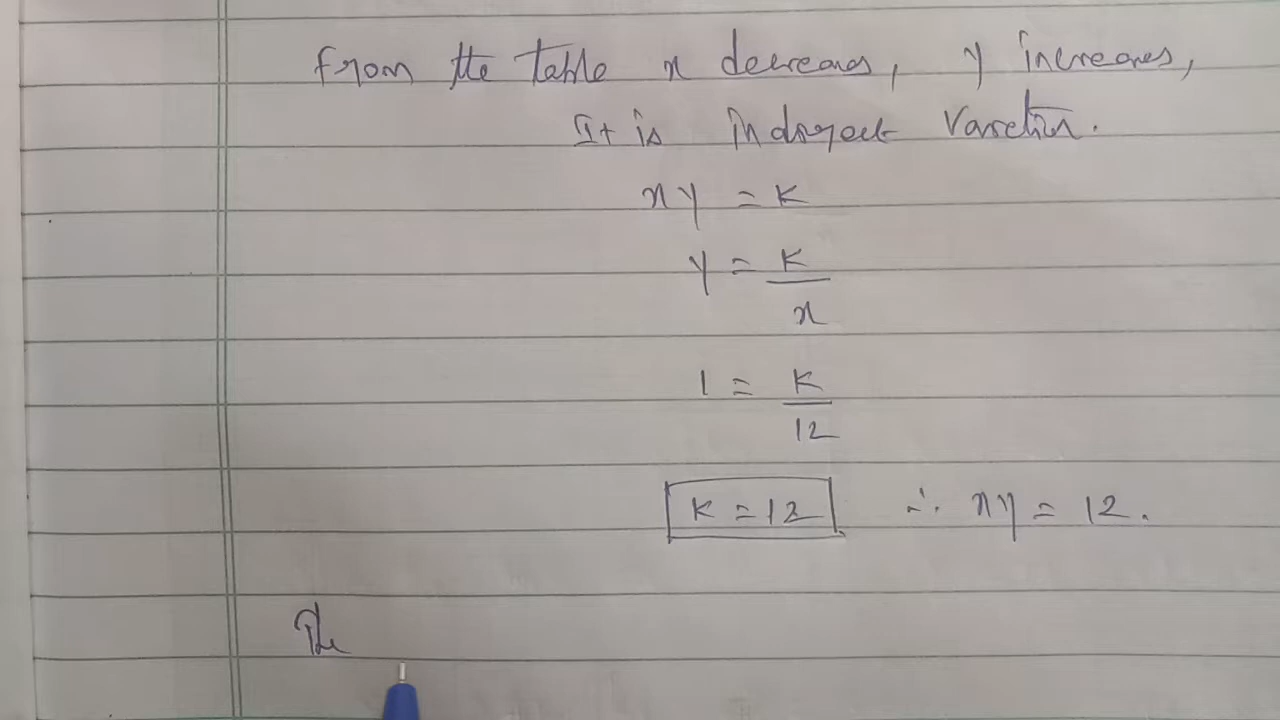 From the table x decreases, y increases,
It is indirect variation.
xy = K
y = K
x
1 = K
12
K = 12 ∴ xy = 12.
The